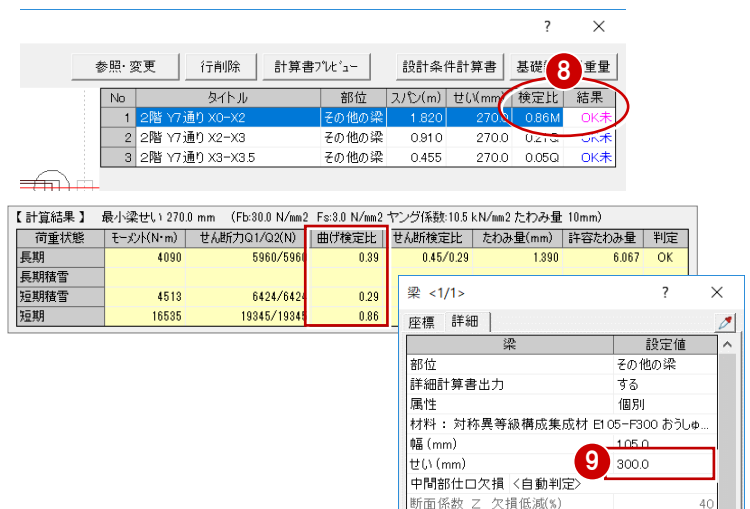 ? ×
参照・変更 行削除 計算書ﾌﾟﾚﾋﾞｭｰ 設計条件計算書 基礎 重量
8
No タイトル 部位 スパン(m) せい(mm) 検定比 結果
1 2階 Y7通り X0-X2 その他の梁 1.820 270.0 0.86M OK未
2 2階 Y7通り X2-X3 その他の梁 0.910 270.0 0.27Q OK未
3 2階 Y7通り X3-X3.5 その他の梁 0.455 270.0 0.05Q OK未
【計算結果】 最小梁せい 270.0 mm (Fb:30.0 N/mm2 Fs:3.0 N/mm2 ヤング係数:10.5 kN/mm2 たわみ量 10mm)
荷重状態 モーメント(N・m) せん断力Q1/Q2(N) 曲げ検定比 せん断検定比 たわみ量(mm) 許容たわみ量 判定
長期 4090 5960/5960 0.39 0.45/0.29 1.390 6.067 OK
長期積雪
短期積雪 4513 6424/6424 0.29
短期 16535 19345/19345 0.86
梁 <1/1> ? ×
座標 詳細
梁 設定値
部位 その他の梁
詳細計算書出力 する
属性 個別
材料 : 対称異等級構成集成材 E105-F300 おうしゅ...
幅(mm) 105.0
せい(mm) 300.0
9
中間部仕口欠損 <自動判定>
断面係数 Z 欠損低減(%) 40